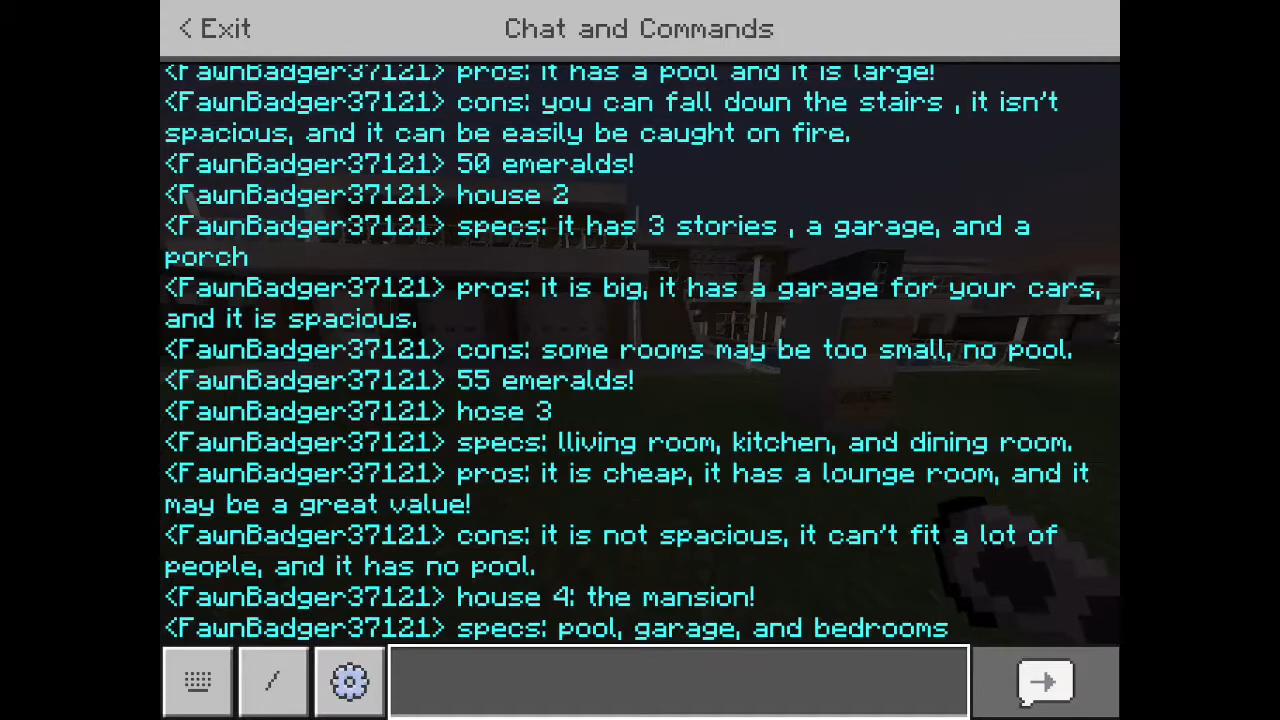 < Exit
Chat and Commands
<FawnBadger37121> pros: it has a pool and it is large!
<FawnBadger37121> cons: you can fall down the stairs , it isn't
spacious, and it can be easily be caught on fire.
<FawnBadger37121> 50 emeralds!
<FawnBadger37121> house 2
<FawnBadger37121> specs: it has 3 stories , a garage, and a
porch
<FawnBadger37121> pros: it is big, it has a garage for your cars,
and it is spacious.
<FawnBadger37121> cons: some rooms may be too small, no pool.
<FawnBadger37121> 55 emeralds!
<FawnBadger37121> hose 3
<FawnBadger37121> specs: lliving room, kitchen, and dining room.
<FawnBadger37121> pros: it is cheap, it has a lounge room, and it
may be a great value!
<FawnBadger37121> cons: it is not spacious, it can't fit a lot of
people, and it has no pool.
<FawnBadger37121> house 4: the mansion!
<FawnBadger37121> specs: pool, garage, and bedrooms
/